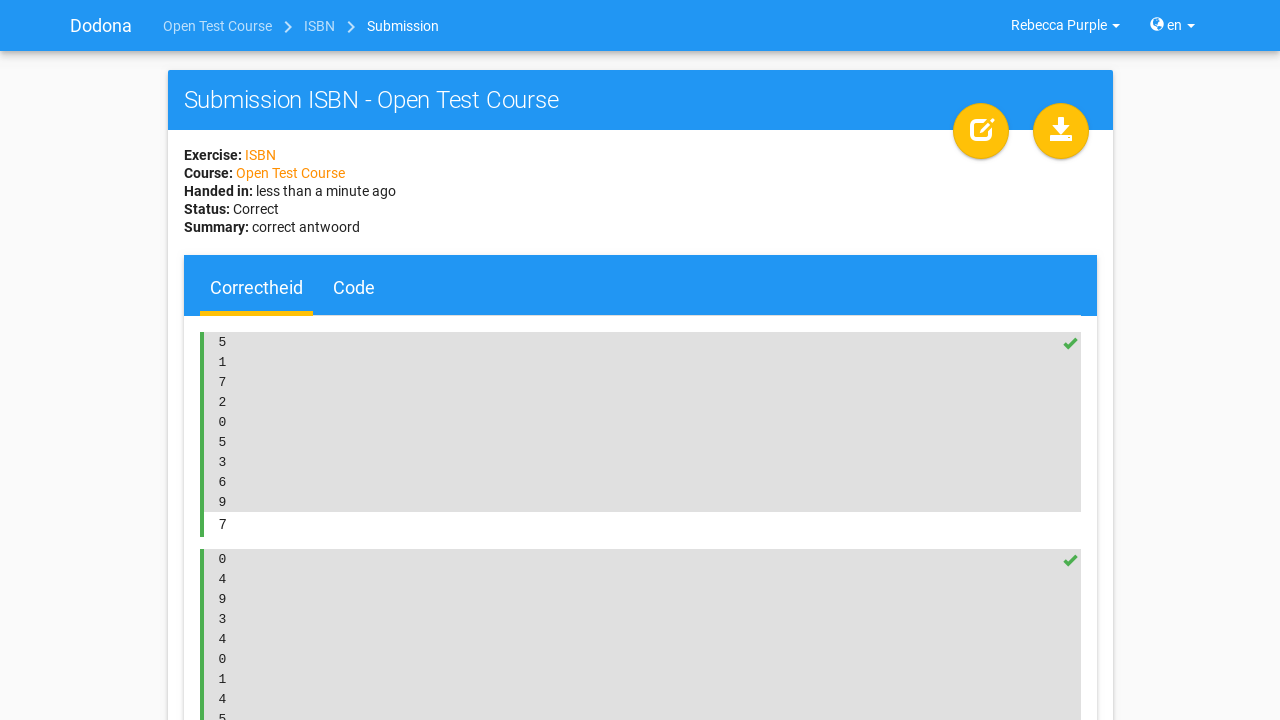 Dodona Open Test Course ISBN Submission Rebecca Purple en
Submission ISBN - Open Test Course
Exercise: ISBN
Course: Open Test Course
Handed in: less than a minute ago
Status: Correct
Summary: correct antwoord
Correctheid Code
5
1
7
2
0
5
3
6
9
7
0
4
9
3
4
0
1
4
5